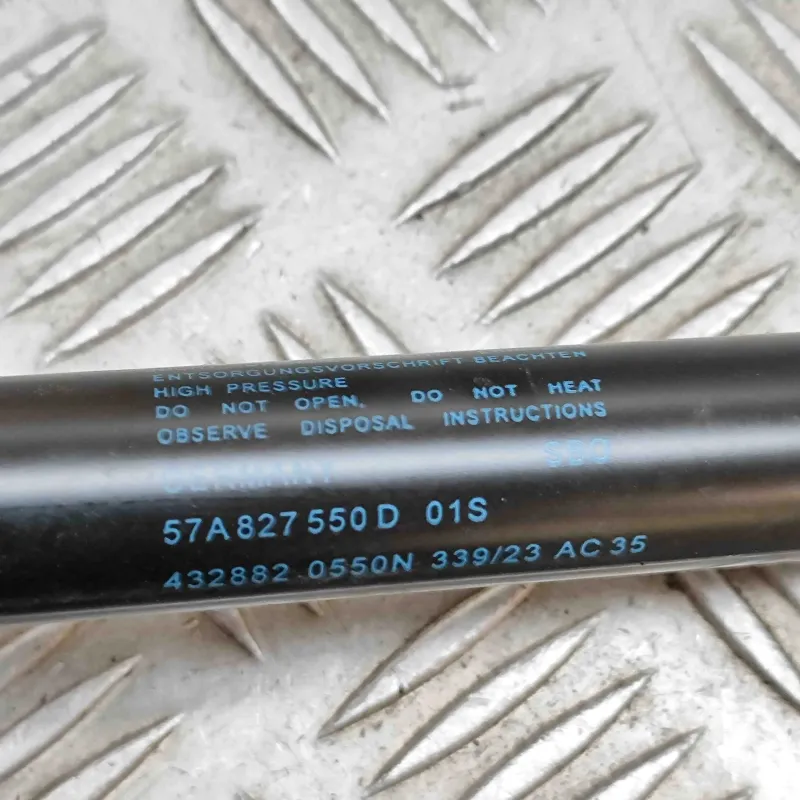 ENTSORGUNGSVORSCHRIFT BEACHTEN
HIGH PRESSURE
DO NOT OPEN. DO NOT HEAT
OBSERVE DISPOSAL INSTRUCTIONS
GERMANY
57A 827 550 D 01S
432882 0550N 339/23 AC 35